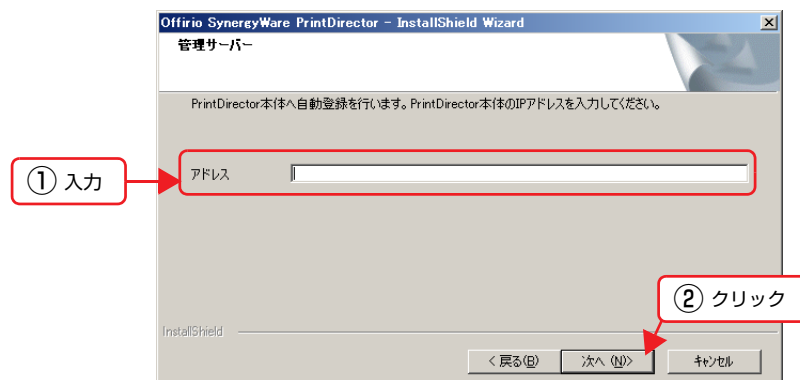 Offirio SynergyWare PrintDirector - InstallShield Wizard
管理サーバー
PrintDirector本体へ自動登録を行います。PrintDirector本体のIPアドレスを入力してください。
① 入力
アドレス
② クリック
InstallShield
< 戻る(B)
次へ (N)>
キャンセル